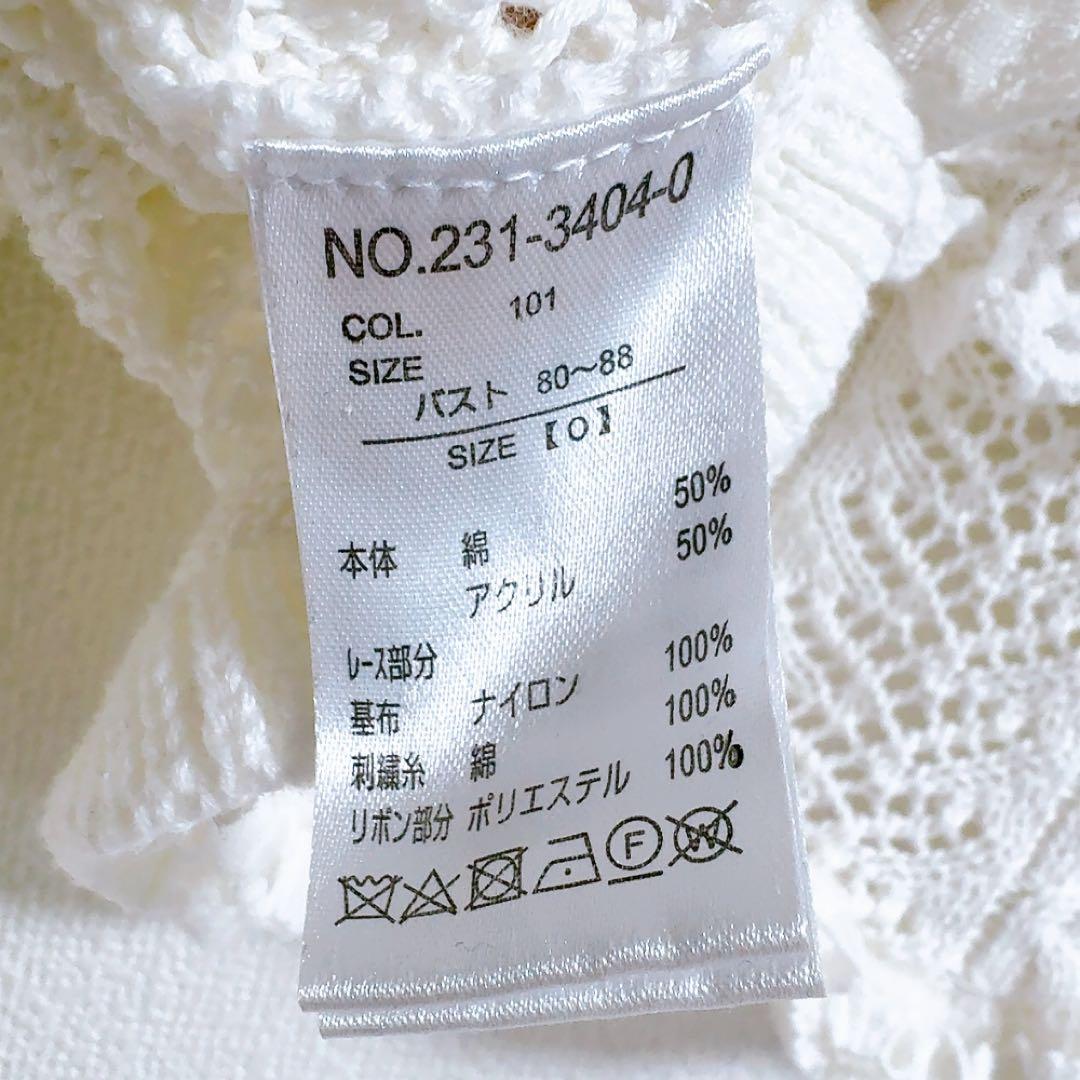 NO.231-3404-0
COL. 101
SIZE
バスト 80～88
SIZE 【O】
本体 綿 50%
アクリル 50%
レース部分
基布 ナイロン 100%
刺繍糸 綿 100%
リボン部分 ポリエステル 100%
F W